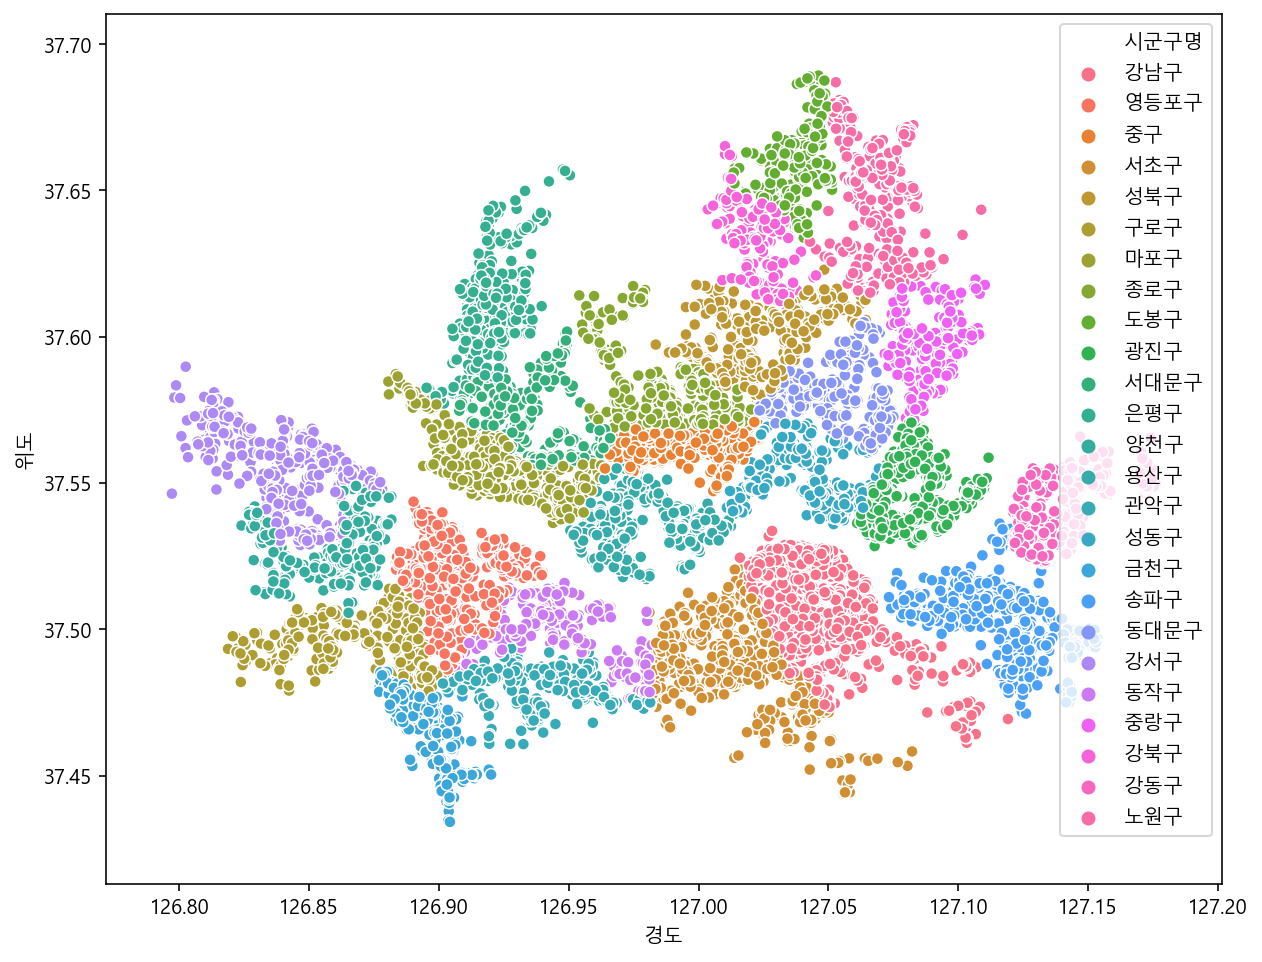 시군구명
강남구
영등포구
중구
서초구
성북구
구로구
마포구
종로구
도봉구
광진구
서대문구
은평구
양천구
용산구
관악구
성동구
금천구
송파구
동대문구
강서구
동작구
중랑구
강북구
강동구
노원구
37.70
37.65
37.60
37.55
37.50
37.45
위도
126.80 126.85 126.90 126.95 127.00 127.05 127.10 127.15 127.20
경도